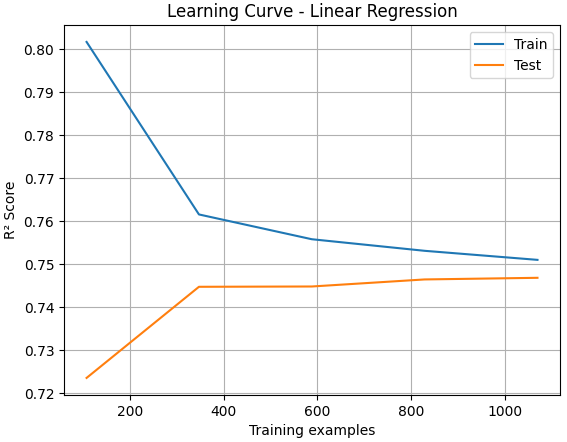 Learning Curve - Linear Regression
Train
Test
R² Score
0.80
0.79
0.78
0.77
0.76
0.75
0.74
0.73
0.72
200 400 600 800 1000
Training examples